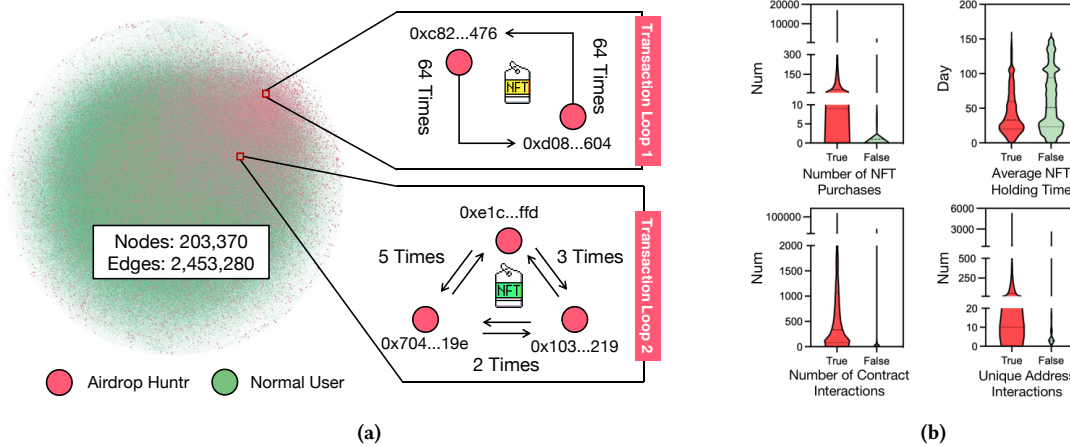 0xc82...476
64 Times
64 Times
NFT
0xd08...604
Transaction Loop 1
Nodes: 203,370
Edges: 2,453,280
0xe1c...ffd
5 Times
3 Times
NFT
0x704...19e
0x103...219
2 Times
Transaction Loop 2
Airdrop Huntr
Normal User
(a)
20000
10000
300
150
10
5
0
Num
True
False
Number of NFT
Purchases
200
150
100
50
0
Day
True
False
Average NFT
Holding Time
100000
2000
1500
1000
500
0
Num
True
False
Number of Contract
Interactions
6000
3000
500
250
20
10
0
Num
True
False
Unique Address
Interactions
(b)